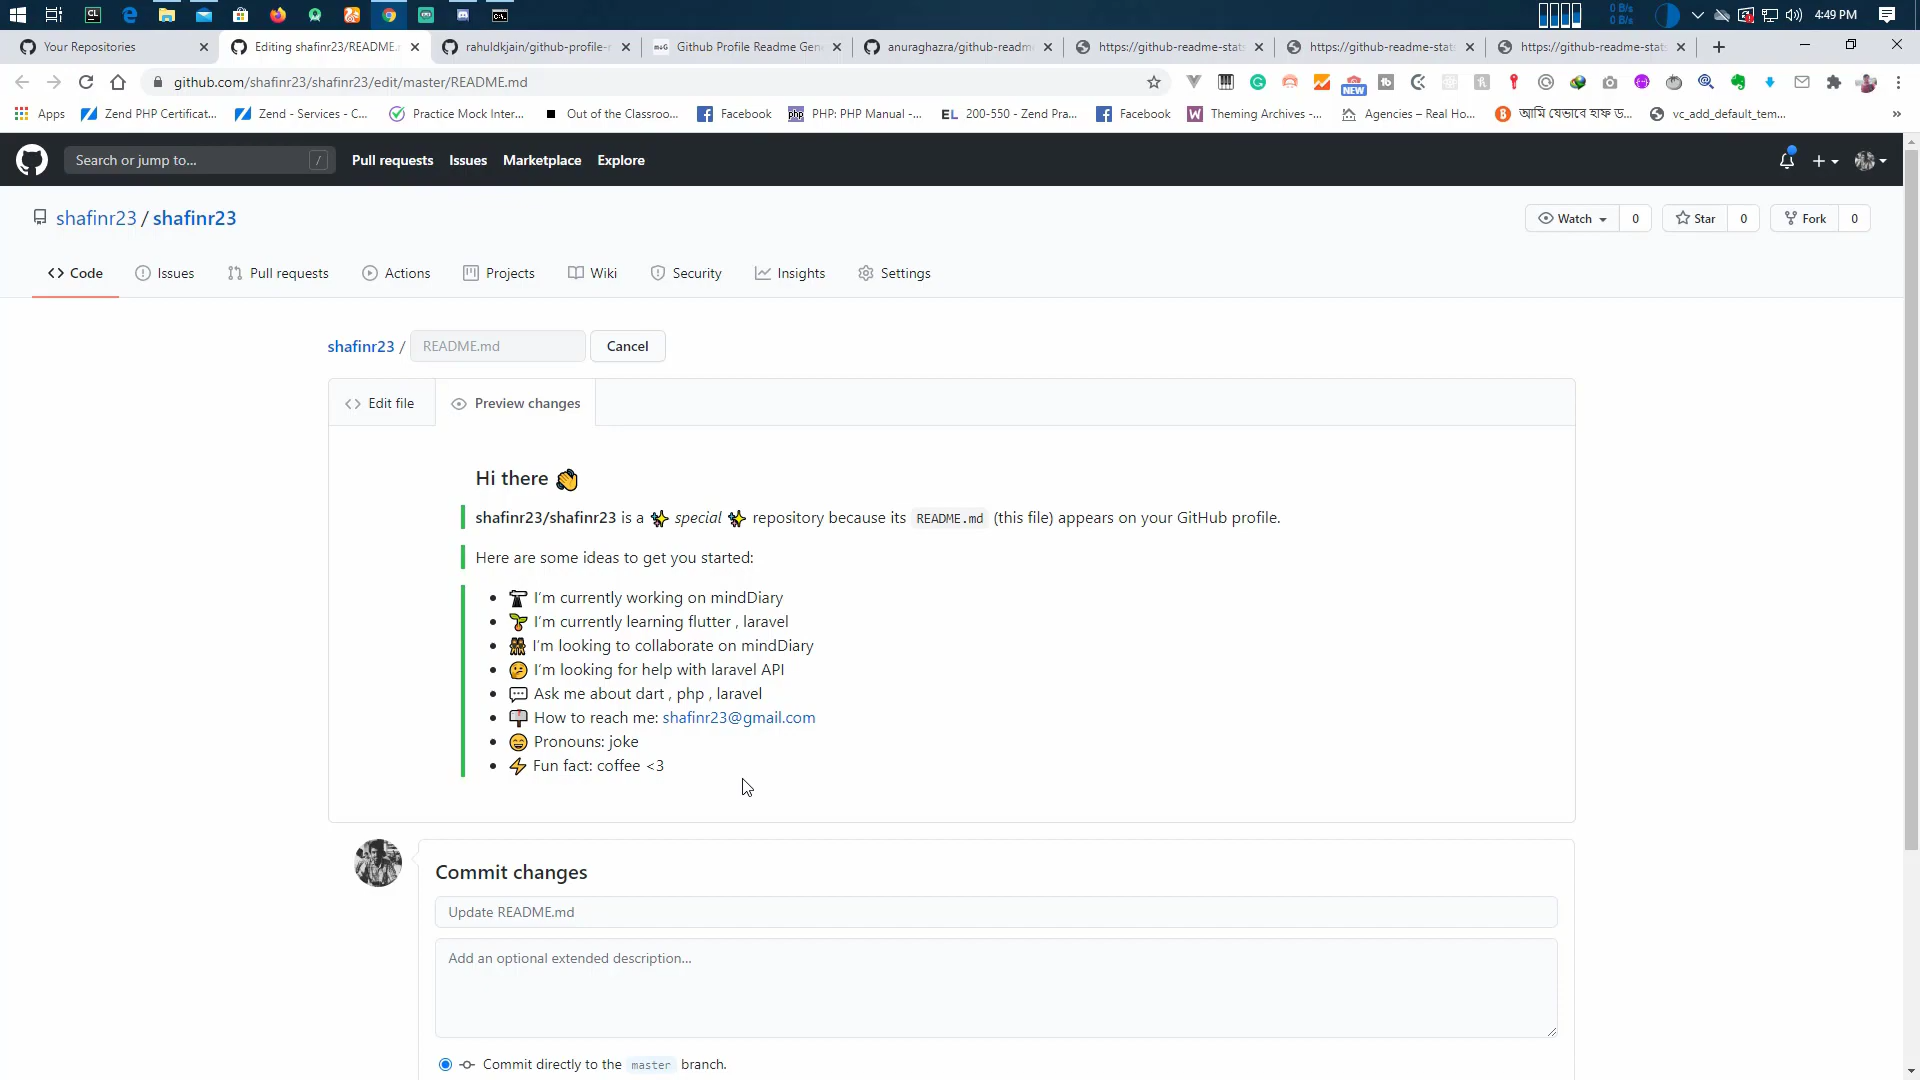 0 B/s
0 B/s
4:49 PM
Your Repositories
Editing shafinr23/README.
rahuldkjain/github-profile-r
Github Profile Readme Gen
anuraghazra/github-readme
https://github-readme-stat
https://github-readme-stat
https://github-readme-stat
github.com/shafinr23/shafinr23/edit/master/README.md
NEW
Apps
Zend PHP Certificat...
Zend - Services - C...
Practice Mock Inter...
Out of the Classroo...
Facebook
PHP: PHP Manual -...
EL 200-550 - Zend Pra...
Facebook
Theming Archives -...
Agencies – Real Ho...
আমি যেভাবে হাফ ড...
vc_add_default_tem...
Search or jump to...
/
Pull requests
Issues
Marketplace
Explore
shafinr23 / shafinr23
Watch 0
Star 0
Fork 0
Code
Issues
Pull requests
Actions
Projects
Wiki
Security
Insights
Settings
shafinr23 / README.md
Cancel
Edit file
Preview changes
Hi there 👋
shafinr23/shafinr23 is a ✨ special ✨ repository because its README.md (this file) appears on your GitHub profile.
Here are some ideas to get you started:
🔭 I’m currently working on mindDiary
🌱 I’m currently learning flutter , laravel
👯 I’m looking to collaborate on mindDiary
🤔 I’m looking for help with laravel API
💬 Ask me about dart , php , laravel
📫 How to reach me: shafinr23@gmail.com
😄 Pronouns: joke
⚡ Fun fact: coffee <3
Commit changes
Update README.md
Add an optional extended description...
Commit directly to the master branch.